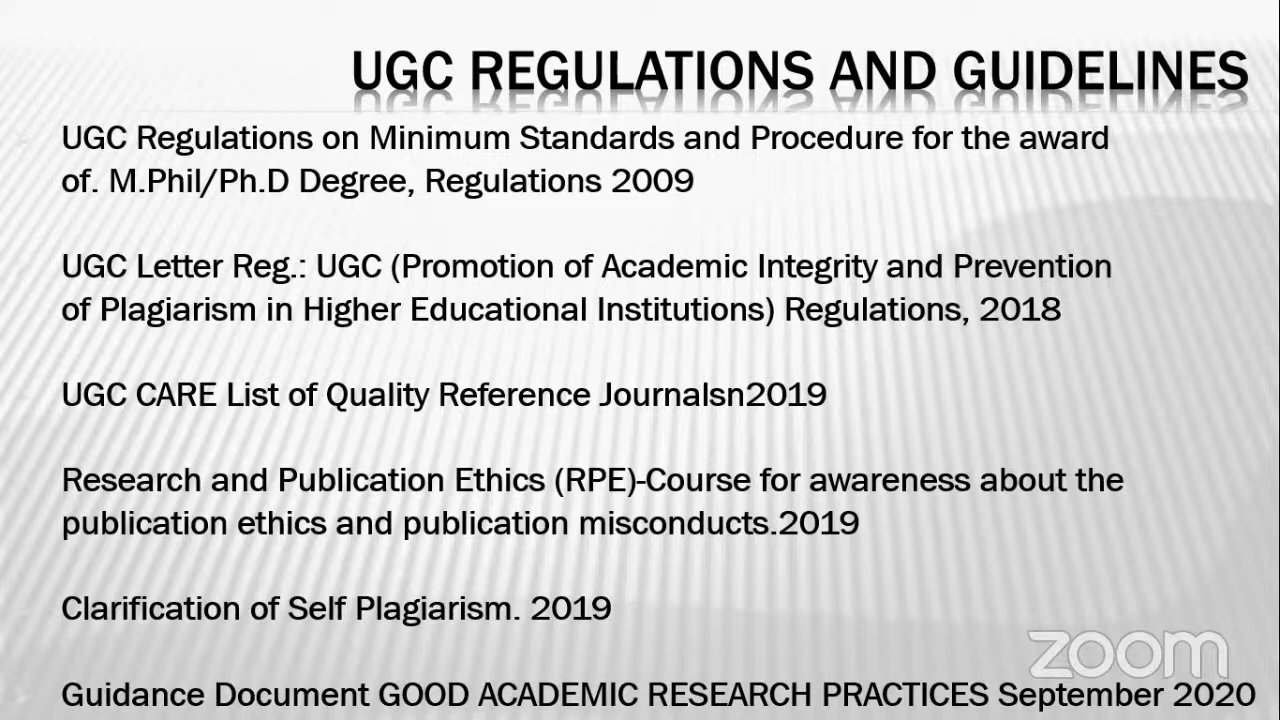 UGC REGULATIONS AND GUIDELINES
UGC Regulations on Minimum Standards and Procedure for the award
of. M.Phil/Ph.D Degree, Regulations 2009
UGC Letter Reg.: UGC (Promotion of Academic Integrity and Prevention
of Plagiarism in Higher Educational Institutions) Regulations, 2018
UGC CARE List of Quality Reference Journalsn2019
Research and Publication Ethics (RPE)-Course for awareness about the
publication ethics and publication misconducts.2019
Clarification of Self Plagiarism. 2019
zoom
Guidance Document GOOD ACADEMIC RESEARCH PRACTICES September 2020